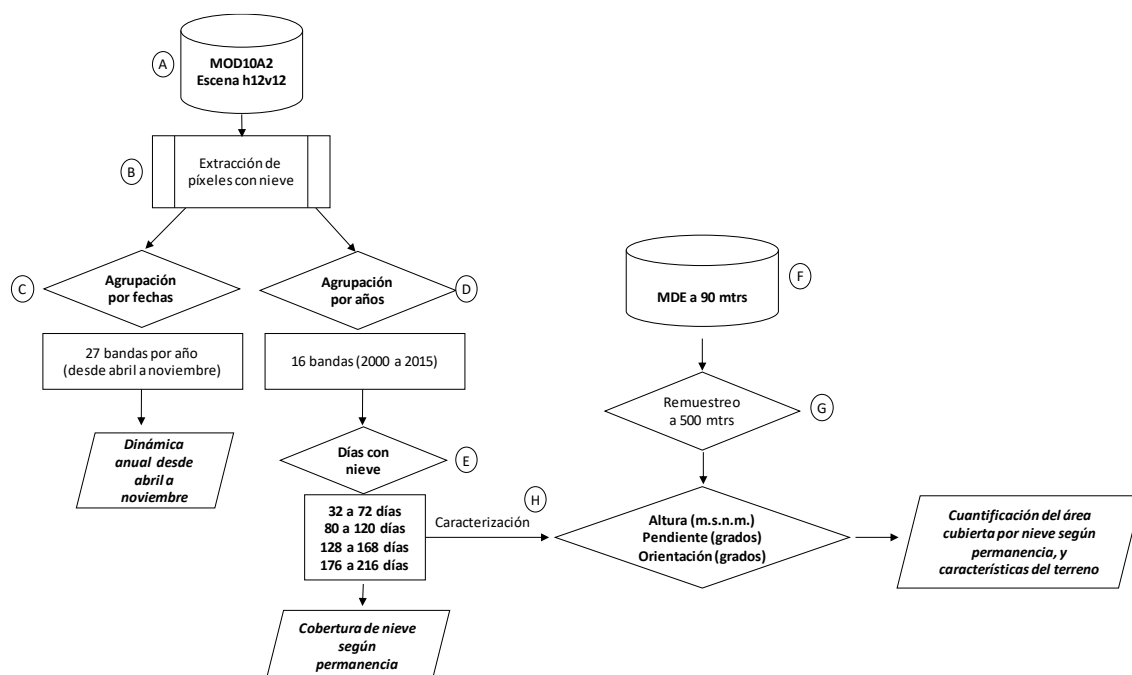 A
MOD10A2
Escena h12v12
B
Extracción de
píxeles con nieve
C
Agrupación
por fechas
Agrupación
por años
D
27 bandas por año
(desde abril a noviembre)
16 bandas (2000 a 2015)
Dinámica
anual desde
abril a
noviembre
Días con
nieve
E
32 a 72 días
80 a 120 días
128 a 168 días
176 a 216 días
Cobertura de nieve
según
permanencia
Caracterización
H
MDE a 90 mtrs
F
Remuestreo
a 500 mtrs
G
Altura (m.s.n.m.)
Pendiente (grados)
Orientación (grados)
Cuantificación del área
cubierta por nieve según
permanencia, y
características del terreno